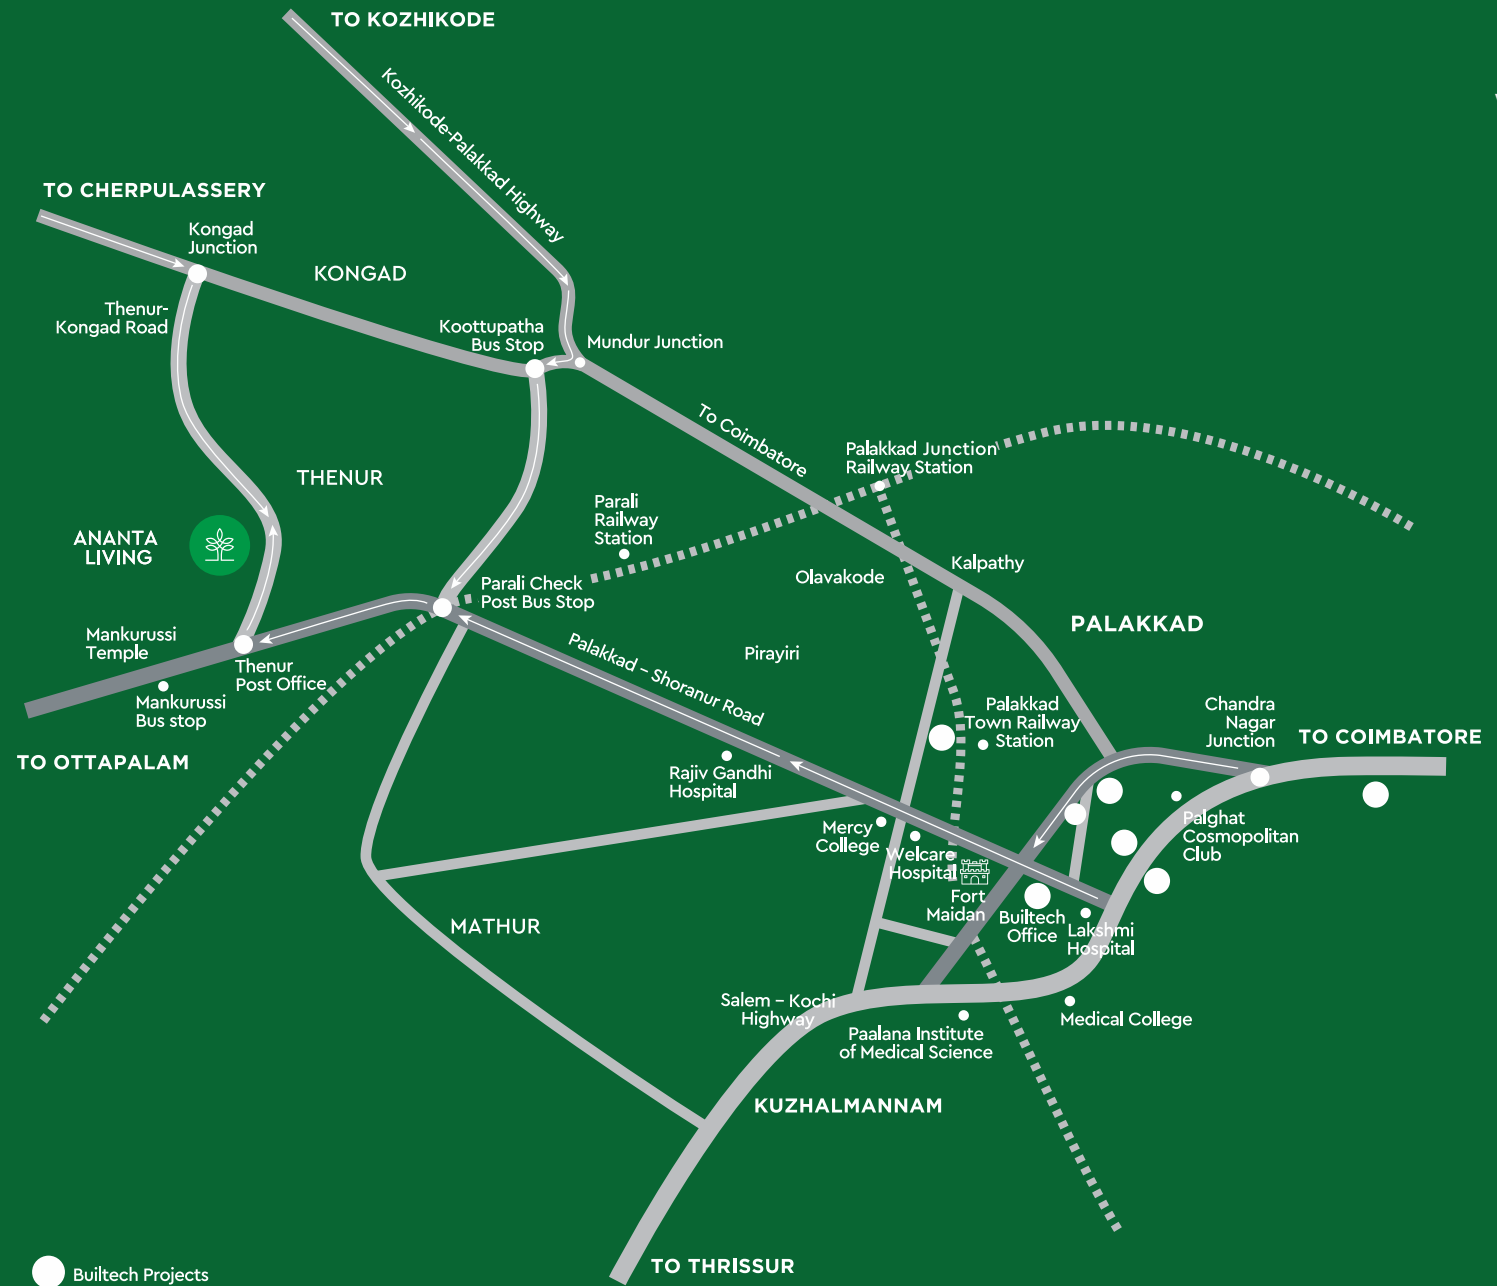 TO KOZHIKODE
Kozhikode-Palakkad Highway
TO CHERPULASSERY
Kongad
Junction
KONGAD
Thenur-
Kongad Road
Koottupatha
Bus Stop
Mundur Junction
To Coimbatore
Palakkad Junction
Railway Station
THENUR
Parali
Railway
Station
ANANTA
LIVING
Parali Check
Post Bus Stop
Olavakode
Kalpathy
PALAKKAD
Mankurussi
Temple
Thenur
Post Office
Mankurussi
Bus stop
Palakkad – Shoranur Road
Pirayiri
Palakkad
Town Railway
Station
Chandra
Nagar
Junction
TO COIMBATORE
TO OTTAPALAM
Rajiv Gandhi
Hospital
Mercy
College
Welcare
Hospital
Palghat
Cosmopolitan
Club
Fort
Maidan
Builtech
Office
Lakshmi
Hospital
MATHUR
Salem – Kochi
Highway
Paalana Institute
of Medical Science
Medical College
KUZHALMANNAM
TO THRISSUR
Builtech Projects